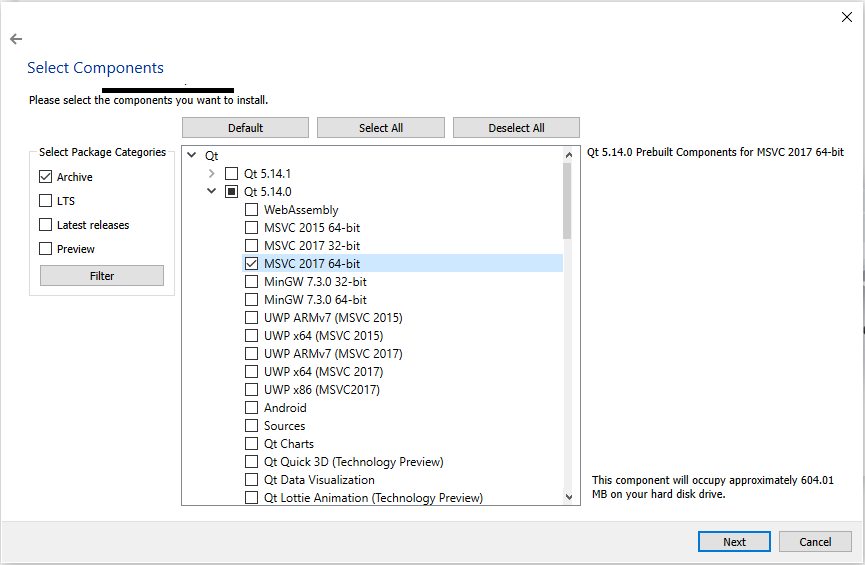 Select Components
Please select the components you want to install.
Default
Select All
Deselect All
Select Package Categories
Archive
LTS
Latest releases
Preview
Filter
Qt
Qt 5.14.1
Qt 5.14.0
WebAssembly
MSVC 2015 64-bit
MSVC 2017 32-bit
MSVC 2017 64-bit
MinGW 7.3.0 32-bit
MinGW 7.3.0 64-bit
UWP ARMv7 (MSVC 2015)
UWP x64 (MSVC 2015)
UWP ARMv7 (MSVC 2017)
UWP x64 (MSVC 2017)
UWP x86 (MSVC2017)
Android
Sources
Qt Charts
Qt Quick 3D (Technology Preview)
Qt Data Visualization
Qt Lottie Animation (Technology Preview)
Qt 5.14.0 Prebuilt Components for MSVC 2017 64-bit
This component will occupy approximately 604.01
MB on your hard disk drive.
Next
Cancel